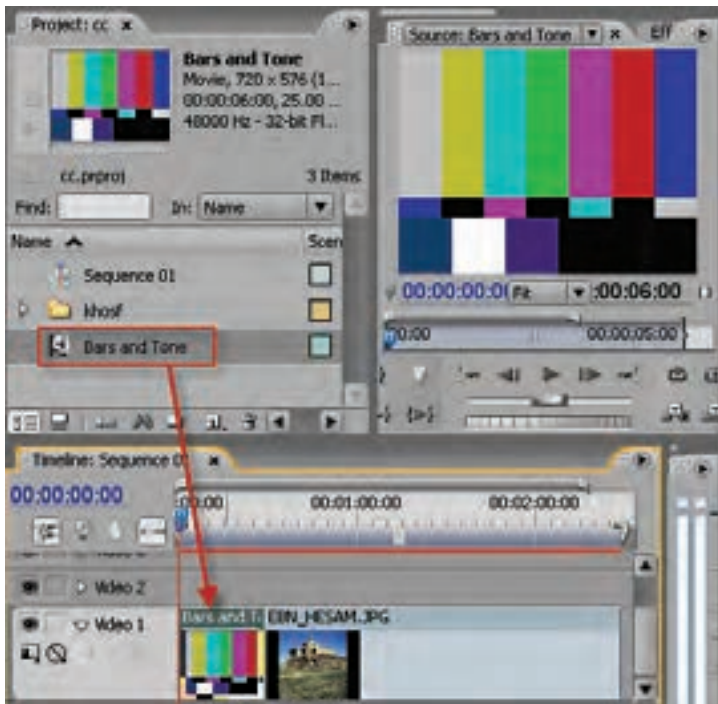 Project: cc
Bars and Tone
Movie, 720 x 576 (1...
00:00:06:00, 25.00 ...
48000 Hz - 32-bit Fl...
cc.prproj
3 Items
Find:
In: Name
Name
Scen
Sequence 01
khosf
Bars and Tone
Source: Bars and Tone
Eff
00:00:00:0
Fit
:00:06:00
00:00
00:00:05:00
Timeline: Sequence 01
00:00:00:00
:00:00
00:01:00:00
00:02:00:00
Video 2
Video 1
Bars and T
EBN_HESAM.JPG